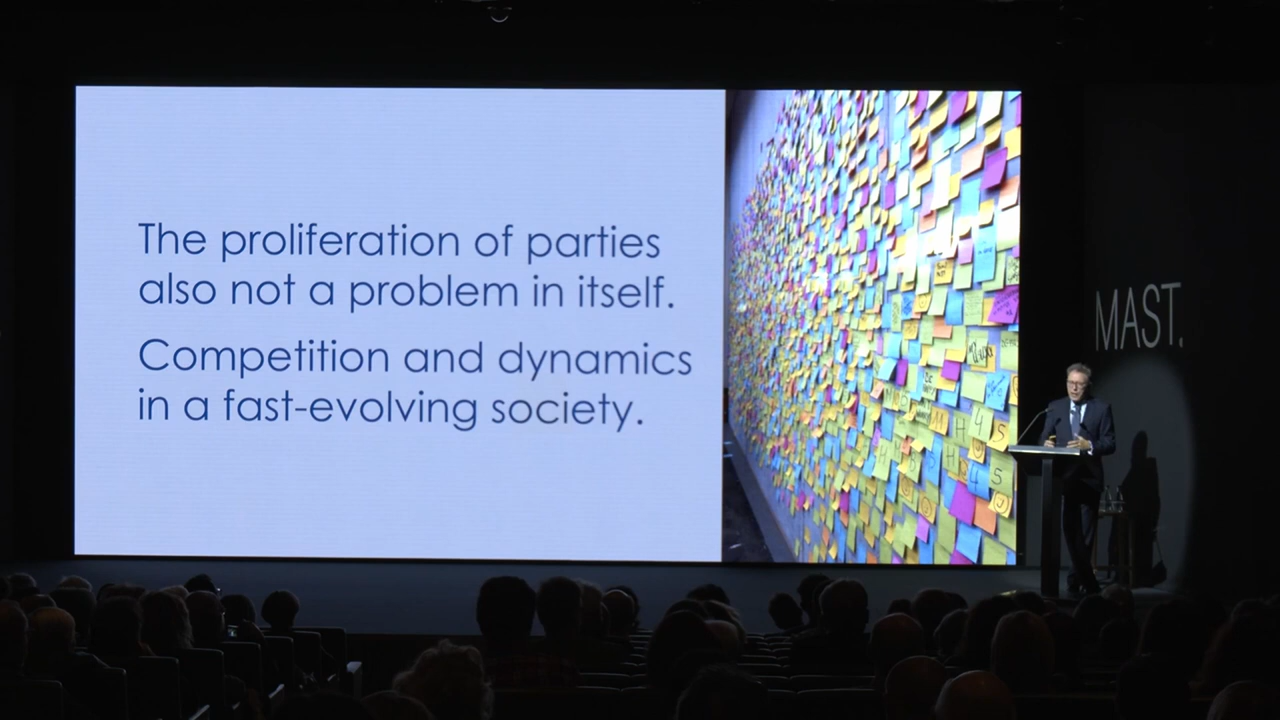 The proliferation of parties
also not a problem in itself.
Competition and dynamics
in a fast-evolving society.
MAST.